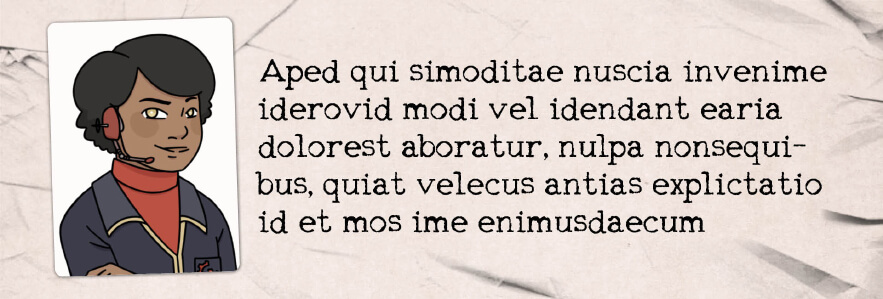 Aped qui simoditae nuscia invenime
iderovid modi vel idendant earia
dolorest aboratur, nulpa nonsequi-
bus, quiat velecus antias explictatio
id et mos ime enimusdaecum